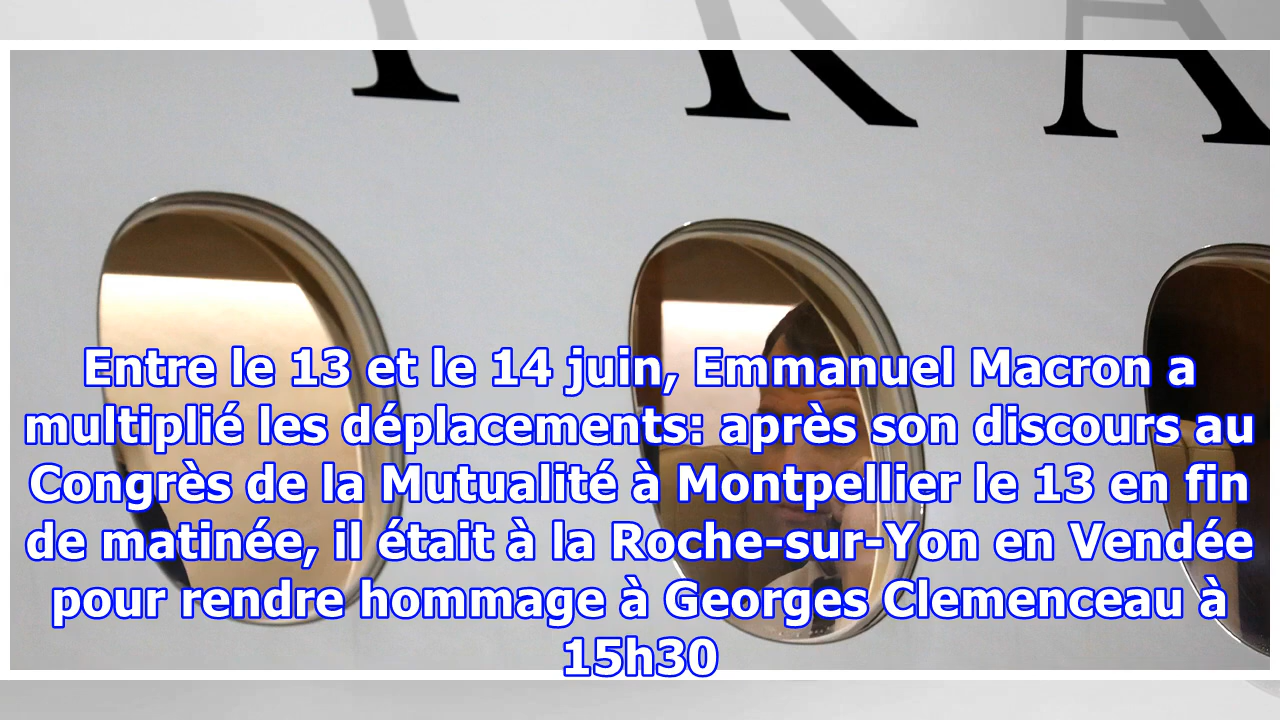 I R A
Entre le 13 et le 14 juin, Emmanuel Macron a
multiplié les déplacements: après son discours au
Congrès de la Mutualité à Montpellier le 13 en fin
de matinée, il était à la Roche-sur-Yon en Vendée
pour rendre hommage à Georges Clemenceau à
15h30